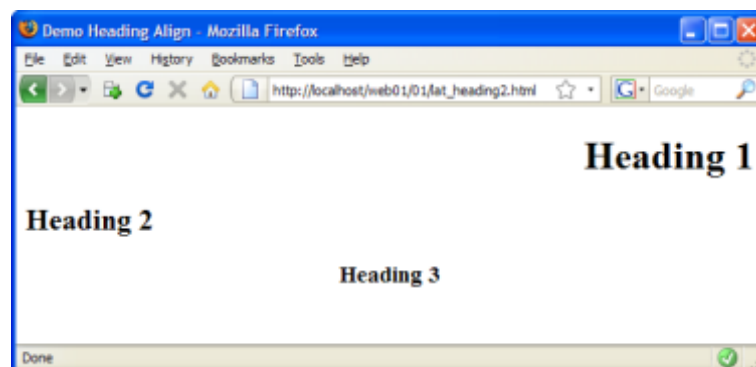 Demo Heading Align - Mozilla Firefox
File Edit View History Bookmarks Tools Help
http://localhost/web01/01/lat_heading2.html G Google
Heading 1
Heading 2
Heading 3
Done